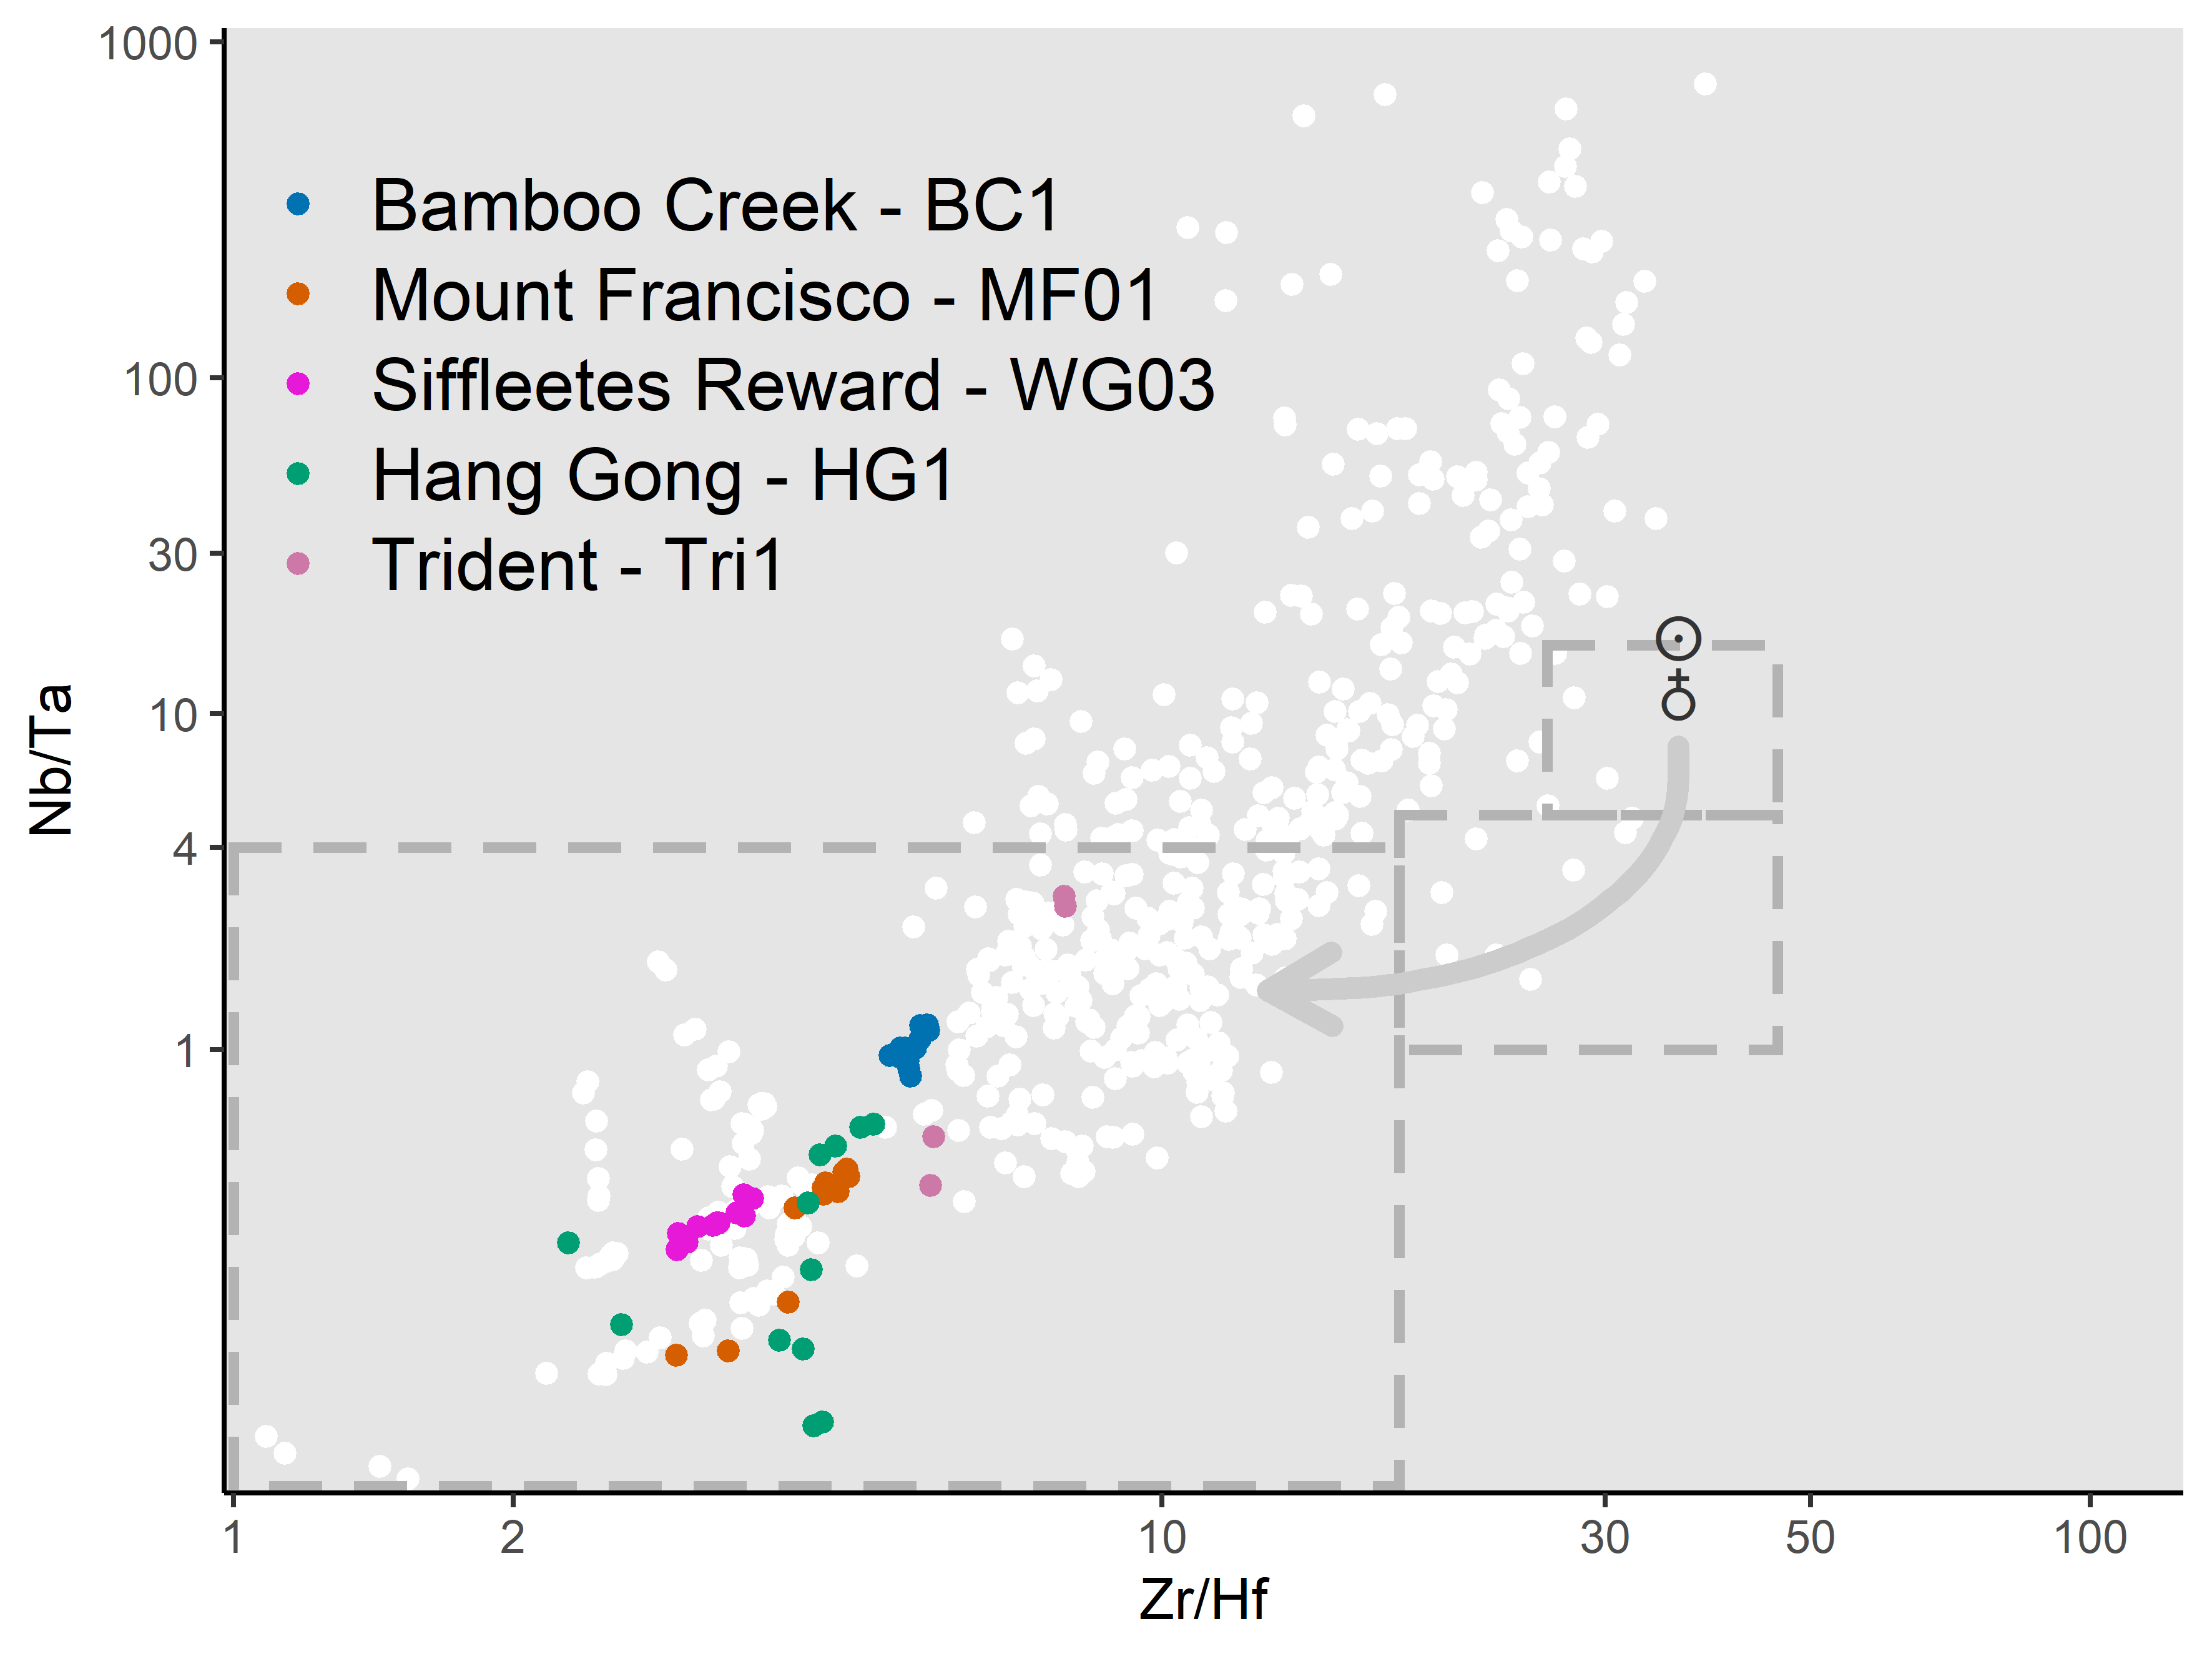 1000
100
30
10
4
1
Nb/Ta
Bamboo Creek - BC1
Mount Francisco - MF01
Siffleetes Reward - WG03
Hang Gong - HG1
Trident - Tri1
1 2 10 30 50 100
Zr/Hf